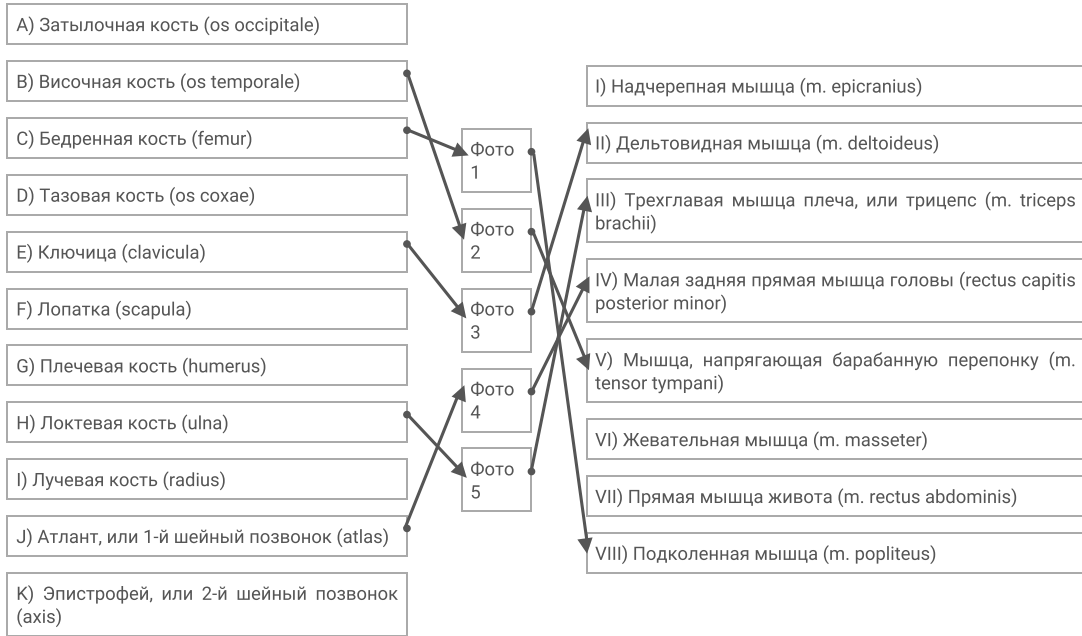 A) Затылочная кость (os occipitale)
B) Височная кость (os temporale)
C) Бедренная кость (femur)
D) Тазовая кость (os coxae)
E) Ключица (clavicula)
F) Лопатка (scapula)
G) Плечевая кость (humerus)
H) Локтевая кость (ulna)
I) Лучевая кость (radius)
J) Атлант, или 1-й шейный позвонок (atlas)
K) Эпистрофей, или 2-й шейный позвонок
(axis)
Фото
1
Фото
2
Фото
3
Фото
4
Фото
5
I) Надчерепная мышца (m. epicranius)
II) Дельтовидная мышца (m. deltoideus)
III) Трехглавая мышца плеча, или трицепс (m. triceps
brachii)
IV) Малая задняя прямая мышца головы (rectus capitis
posterior minor)
V) Мышца, напрягающая барабанную перепонку (m.
tensor tympani)
VI) Жевательная мышца (m. masseter)
VII) Прямая мышца живота (m. rectus abdominis)
VIII) Подколенная мышца (m. popliteus)